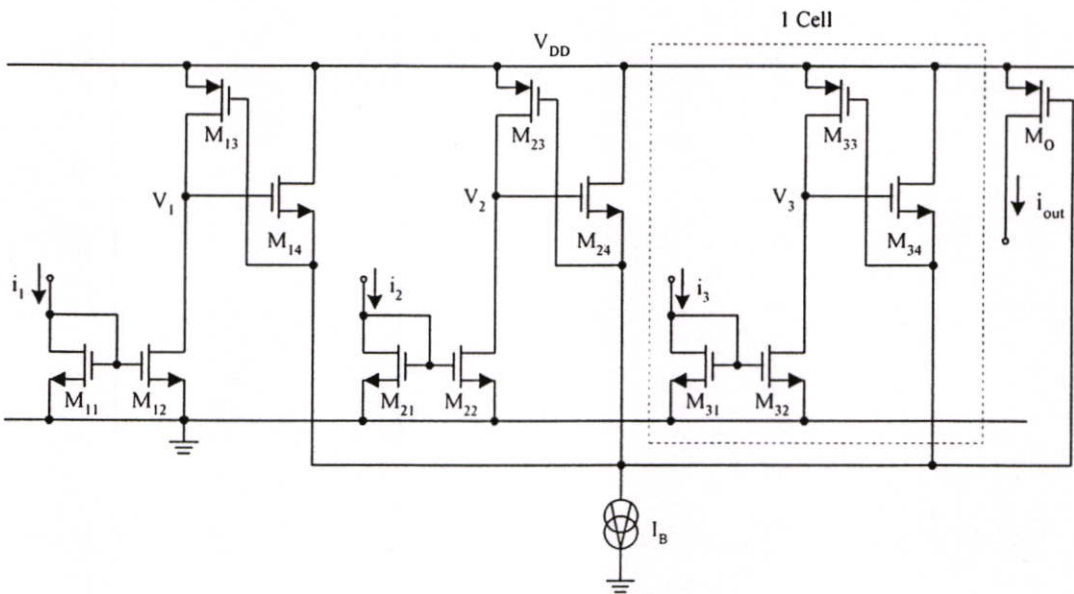 1 Cell
V_DD
M_13
M_23
M_33
M_O
V_1
V_2
V_3
i_out
M_14
M_24
M_34
i_1
i_2
i_3
M_11
M_12
M_21
M_22
M_31
M_32
I_B